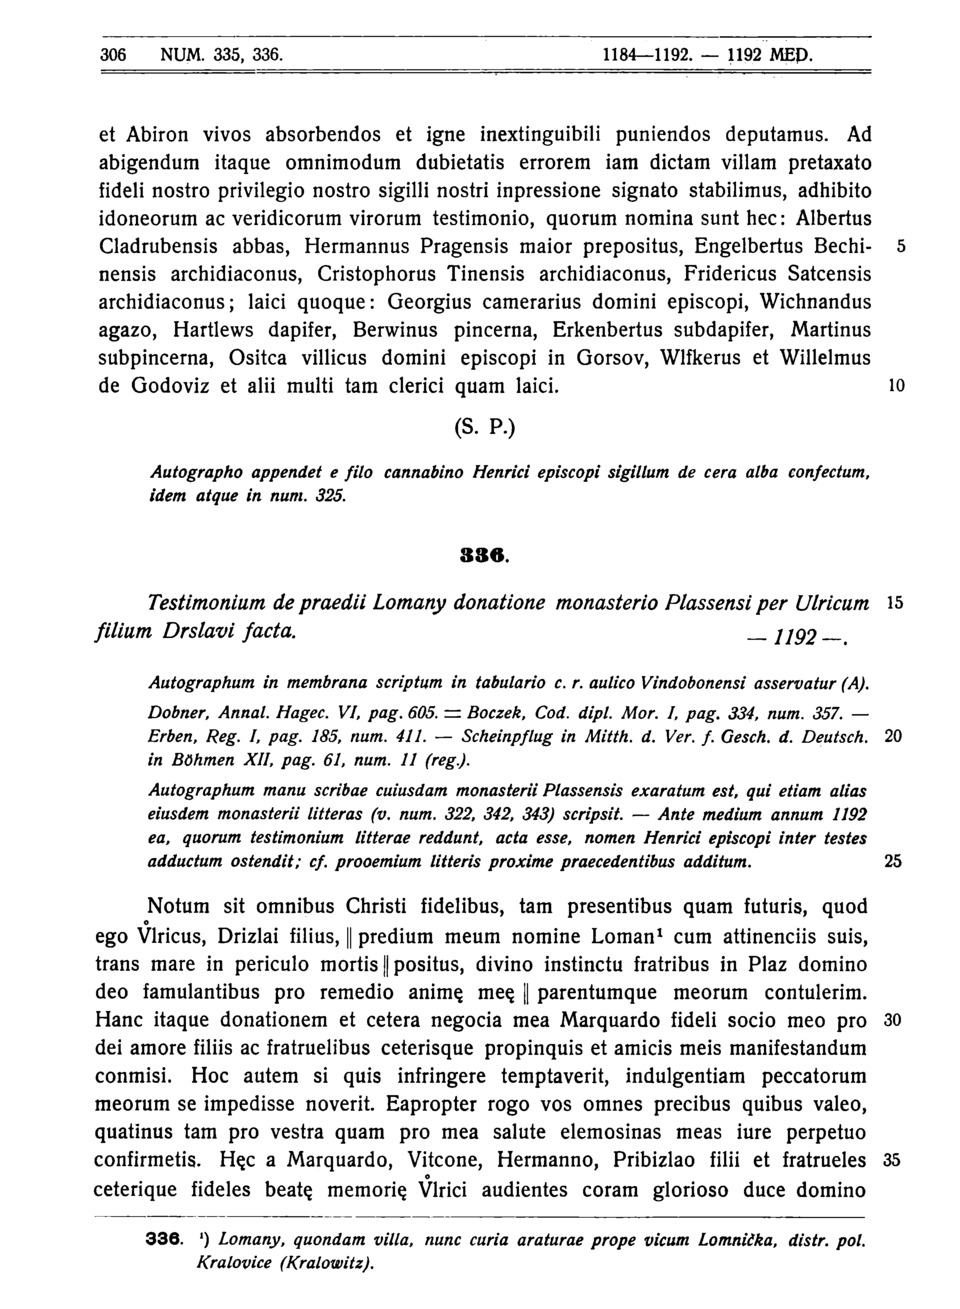 306 NUM. 335, 336. 1184—1192. — 1192 MED.
et Abiron vivos absorbendos et igne inextinguibili puniendos deputamus. Ad
abigendum itaque omnimodum dubietatis errorem iam dictam villam pretaxato
fideli nostro privilegio nostro sigilli nostri inpressione signato stabilimus, adhibito
idoneorum ac veridicorum virorum testimonio, quorum nomina sunt hec: Albertus
Cladrubensis abbas, Hermannus Pragensis maior prepositus, Engelbertus Bechi- 5
nensis archidiaconus, Cristophorus Tinensis archidiaconus, Fridericus Satcensis
archidiaconus; laici quoque: Georgius camerarius domini episcopi, Wichnandus
agazo, Hartlews dapifer, Berwinus pincerna, Erkenbertus subdapifer, Martinus
subpincerna, Ositca villicus domini episcopi in Gorsov, Wlfkerus et Willelmus
de Godoviz et alii multi tam clerici quam laici. 10
(S. P.)
Autographo appendet e filo cannabino Henrici episcopi sigillum de cera alba confectum,
idem atque in num. 325.
336.
Testimonium de praedii Lomany donatione monasterio Plassensi per Ulricum 15
filium Drslavi facta. — 1192 —.
Autographum in membrana scriptum in tabulario c. r. aulico Vindobonensi asservatur (A).
Dobner, Annal. Hagec. VI, pag. 605. = Boczek, Cod. dipl. Mor. I, pag. 334, num. 357. —
Erben, Reg. I, pag. 185, num. 411. — Scheinpflug in Mitth. d. Ver. f. Gesch. d. Deutsch. 20
in Böhmen XII, pag. 61, num. 11 (reg.).
Autographum manu scribae cuiusdam monasterii Plassensis exaratum est, qui etiam alias
eiusdem monasterii litteras (v. num. 322, 342, 343) scripsit. — Ante medium annum 1192
ea, quorum testimonium litterae reddunt, acta esse, nomen Henrici episcopi inter testes
adductum ostendit; cf. prooemium litteris proxime praecedentibus additum. 25
Notum sit omnibus Christi fidelibus, tam presentibus quam futuris, quod
ego V̊lricus, Drizlai filius, || predium meum nomine Loman¹ cum attinenciis suis,
trans mare in periculo mortis || positus, divino instinctu fratribus in Plaz domino
deo famulantibus pro remedio animę meę || parentumque meorum contulerim.
Hanc itaque donationem et cetera negocia mea Marquardo fideli socio meo pro 30
dei amore filiis ac fratruelibus ceterisque propinquis et amicis meis manifestandum
conmisi. Hoc autem si quis infringere temptaverit, indulgentiam peccatorum
meorum se impedisse noverit. Eapropter rogo vos omnes precibus quibus valeo,
quatinus tam pro vestra quam pro mea salute elemosinas meas iure perpetuo
confirmetis. Hęc a Marquardo, Vitcone, Hermanno, Pribizlao filii et fratrueles 35
ceterique fideles beatę memorię V̊lrici audientes coram glorioso duce domino
336. ¹) Lomany, quondam villa, nunc curia araturae prope vicum Lomnička, distr. pol.
Kralovice (Kralowitz).